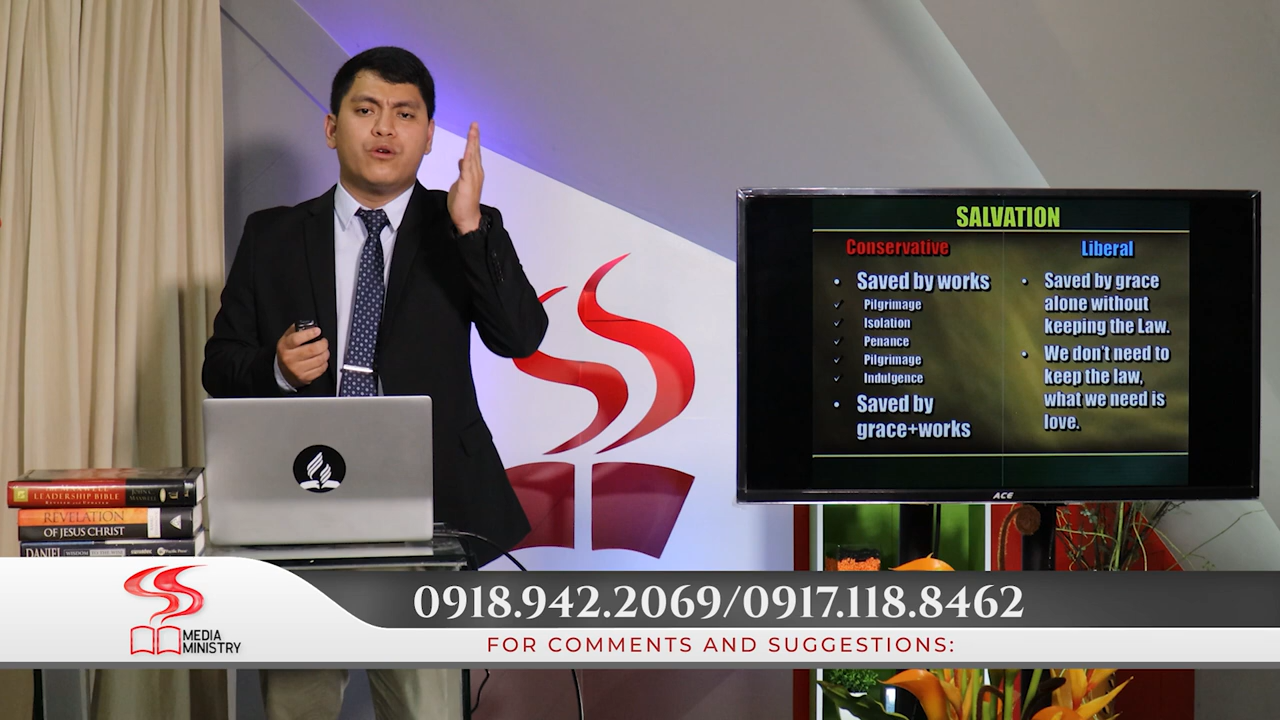 SALVATION
Conservative
• Saved by works
✓ Pilgrimage
✓ Isolation
✓ Penance
✓ Pilgrimage
✓ Indulgence
• Saved by
grace+works
Liberal
• Saved by grace
alone without
keeping the Law.
• We don't need to
keep the law,
what we need is
love.
ACE
LEADERSHIP BIBLE
REVELATION
OF JESUS CHRIST
DANIEL
MEDIA
MINISTRY
0918.942.2069/0917.118.8462
FOR COMMENTS AND SUGGESTIONS: